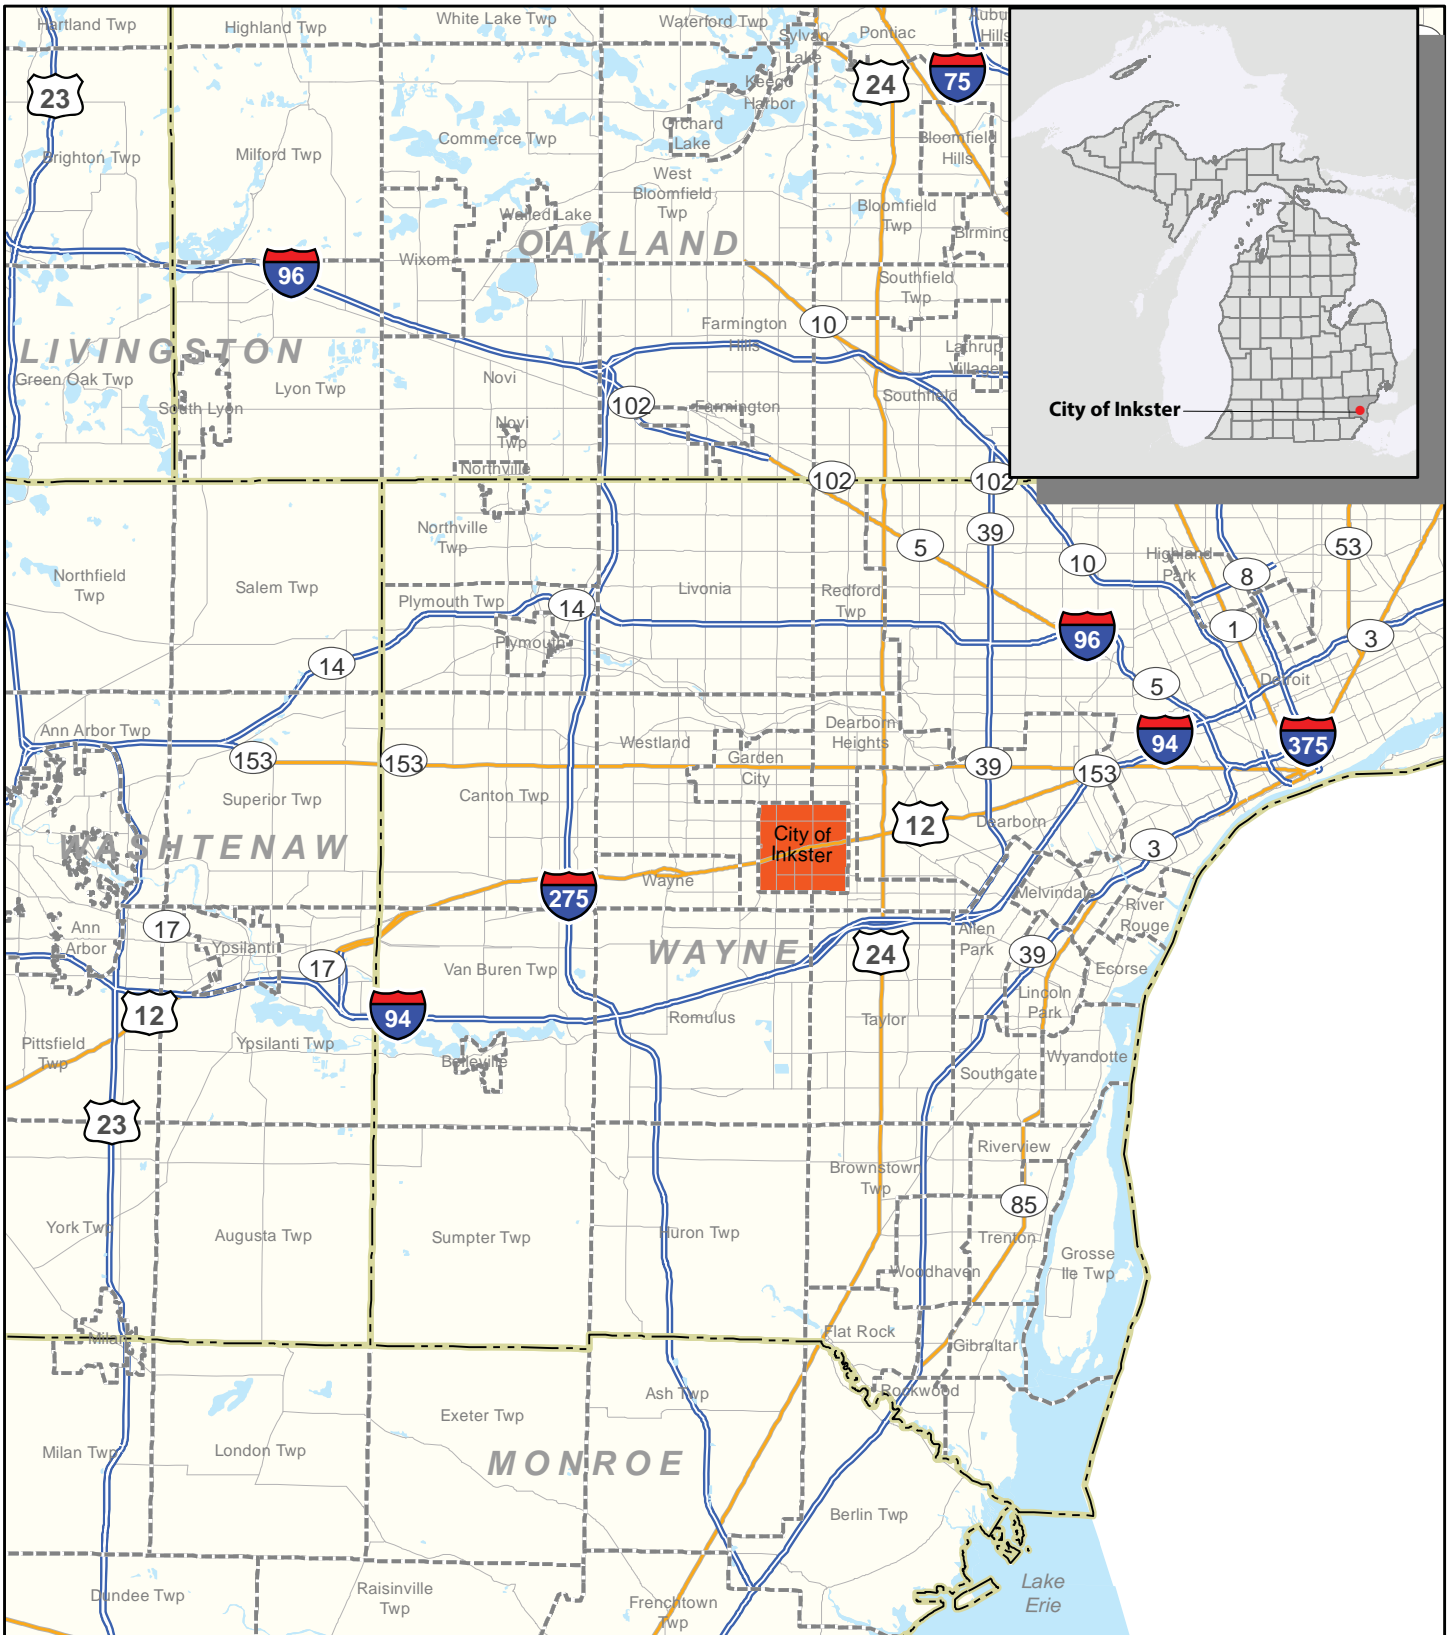 Hartland Twp
Highland Twp
White Lake Twp
Waterford Twp
Sylvan
Lake
Pontiac
Hills
23
24
75
Keego
Harbor
Orchard
Lake
Commerce Twp
Bloomfield
Hills
Brighton Twp
Milford Twp
West
Bloomfield
Twp
Walled Lake
Bloomfield
Twp
Birming
OAKLAND
Wixom
96
Southfield
Twp
10
Farmington
Hills
Lathrup
Village
LIVINGSTON
Green Oak Twp
Lyon Twp
Novi
South Lyon
102
Farmington
Southfield
City of Inkster
Novi
Twp
Northville
102
102
Northville
Twp
39
5
10
Highland
Park
53
8
Northfield
Twp
Salem Twp
Plymouth Twp
14
Livonia
Redford
Twp
96
1
3
Plymouth
14
5
Detroit
Ann Arbor Twp
Westland
Dearborn
Heights
94
375
153
153
Garden
City
39
153
Superior Twp
Canton Twp
City of
Inkster
12
Dearborn
WASHTENAW
3
Wayne
275
Melvindale
River
Rouge
Ann
Arbor
17
Ypsilanti
17
Van Buren Twp
WAYNE
24
Allen
Park
39
Ecorse
12
94
Lincoln
Park
Romulus
Taylor
Pittsfield
Twp
Ypsilanti Twp
Belleville
Wyandotte
Southgate
23
Riverview
Brownstown
Twp
85
York Twp
Augusta Twp
Sumpter Twp
Huron Twp
Trenton
Grosse
Ile Twp
Woodhaven
Milan
Flat Rock
Gibraltar
Ash Twp
Rockwood
Exeter Twp
Milan Twp
London Twp
MONROE
Berlin Twp
Dundee Twp
Raisinville
Twp
Frenchtown
Twp
Lake
Erie